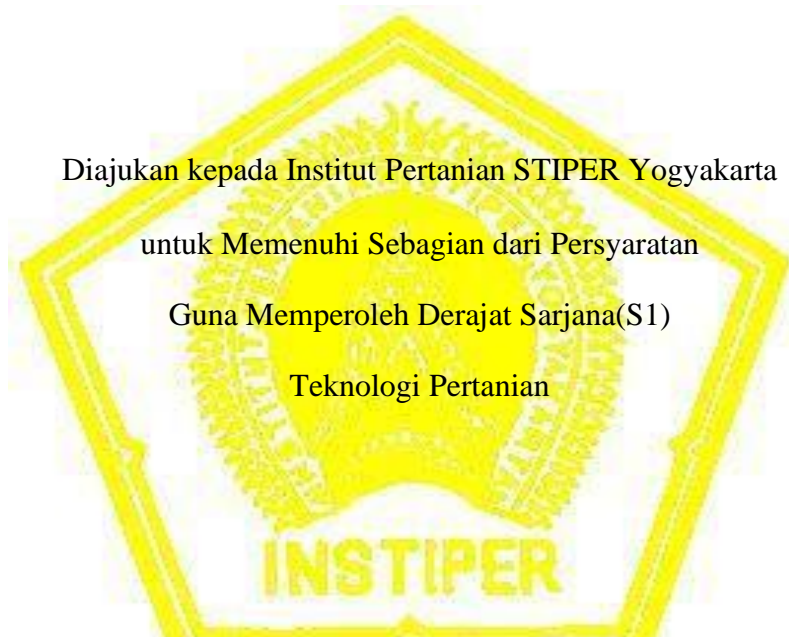 Diajukan kepada Institut Pertanian STIPER Yogyakarta
untuk Memenuhi Sebagian dari Persyaratan
Guna Memperoleh Derajat Sarjana(S1)
Teknologi Pertanian
INSTIPER